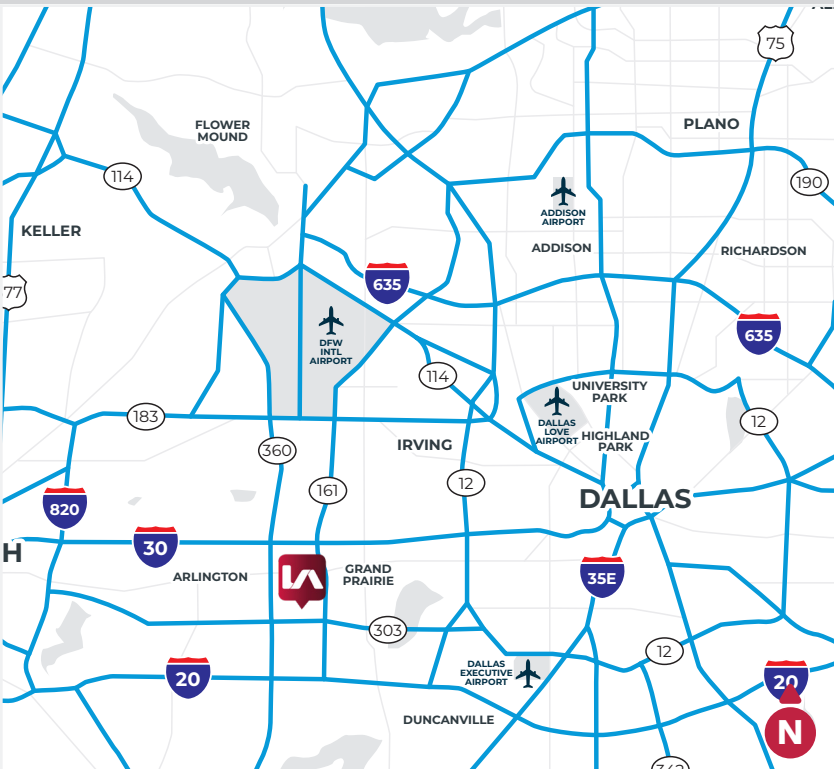 75
FLOWER
MOUND
PLANO
114
190
ADDISON
AIRPORT
KELLER
ADDISON
RICHARDSON
635
77
635
DFW
INTL
AIRPORT
114
UNIVERSITY
PARK
183
DALLAS
LOVE
AIRPORT
HIGHLAND
PARK
12
IRVING
360
161
12
DALLAS
820
30
H
ARLINGTON
GRAND
PRAIRIE
35E
303
12
20
DALLAS
EXECUTIVE
AIRPORT
20
DUNCANVILLE
N